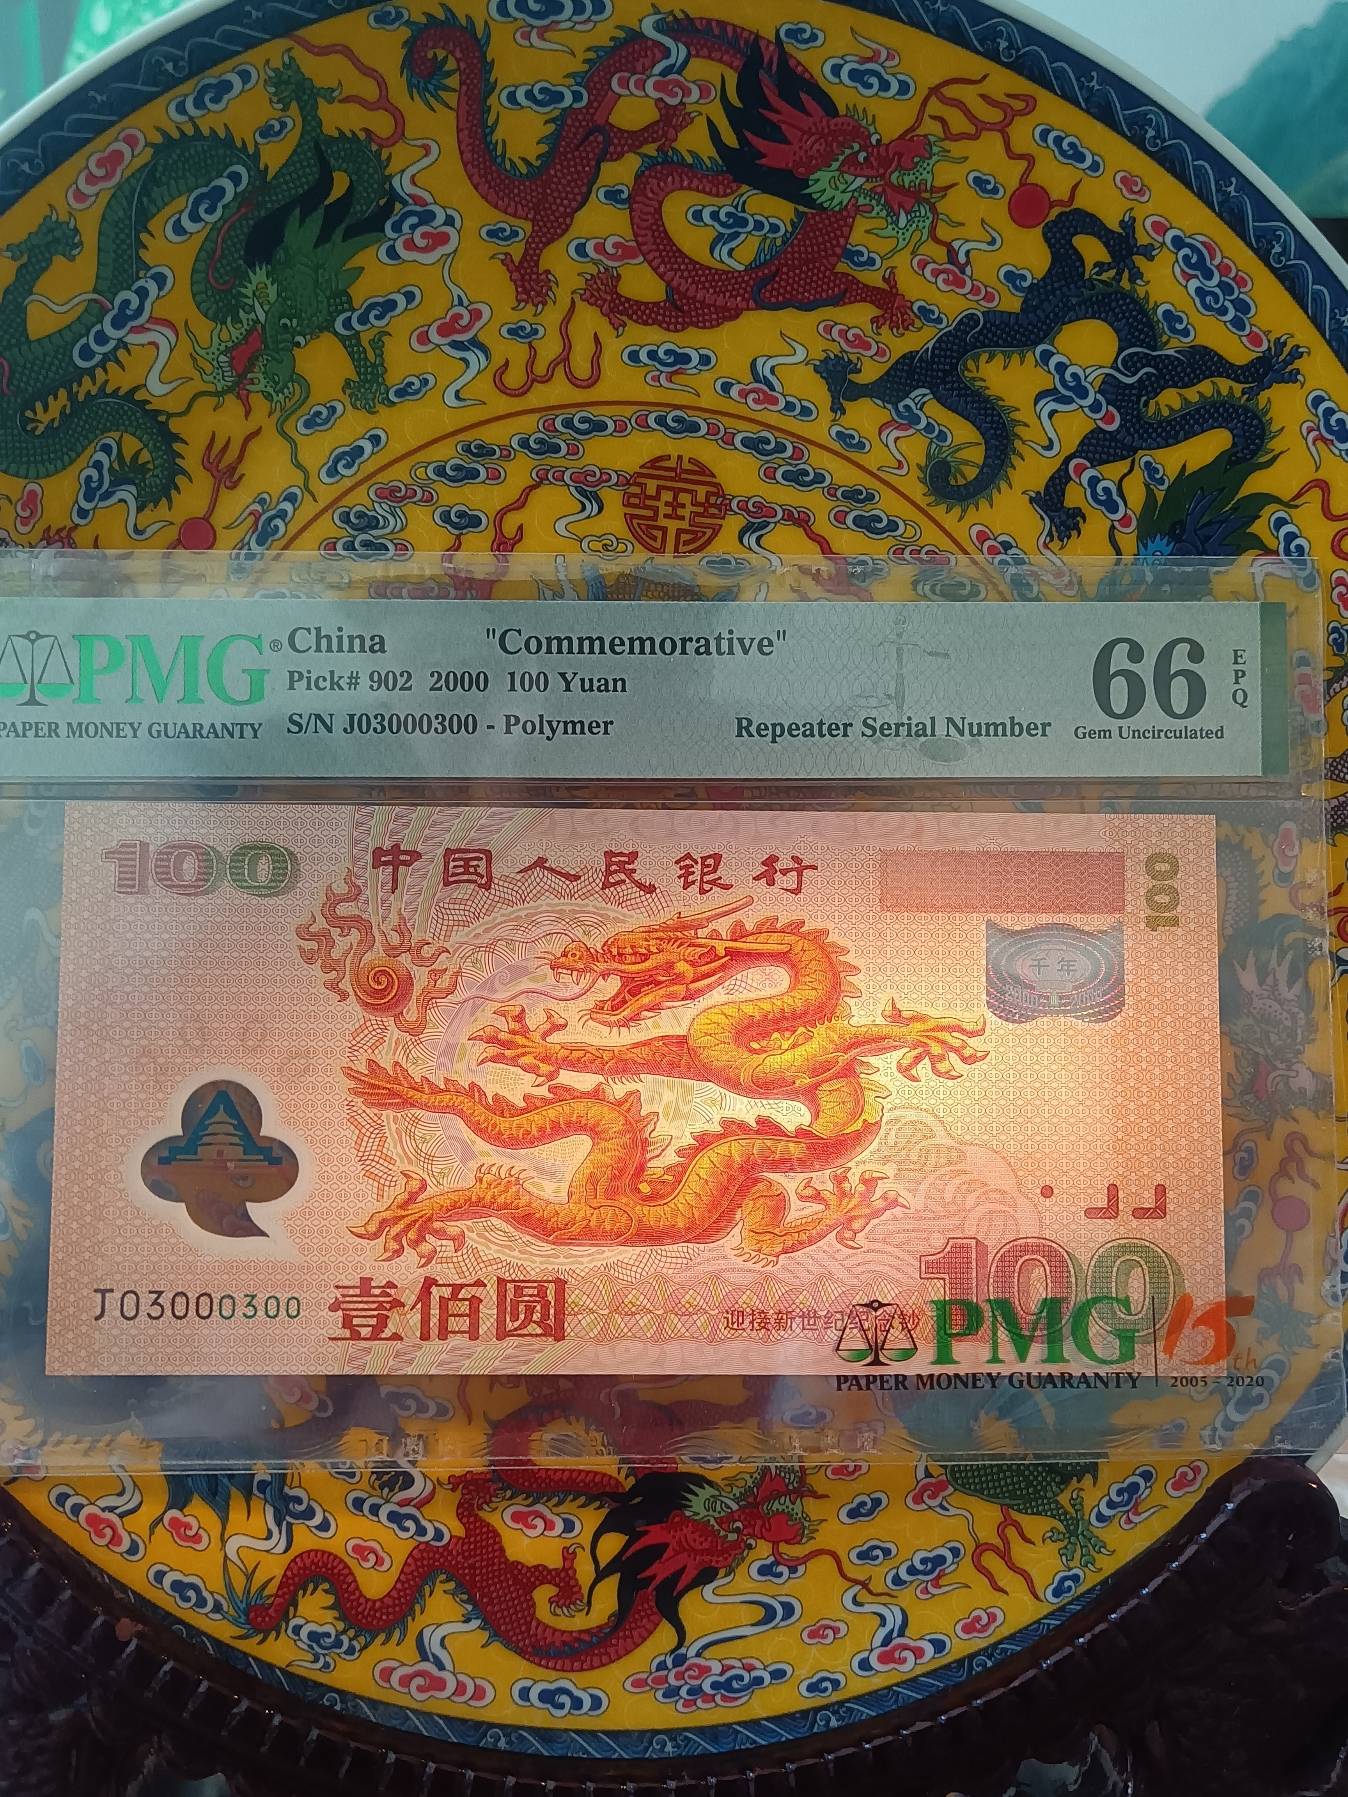 PMG®
PAPER MONEY GUARANTY
China "Commemorative"
Pick# 902 2000 100 Yuan
S/N J03000300 - Polymer
Repeater Serial Number
66
EPQ
Gem Uncirculated
100
中国人民银行
100
千年
J03000300
壹佰圆
迎接新世纪纪念钞
100
PMG
PAPER MONEY GUARANTY
15th
2005 - 2020